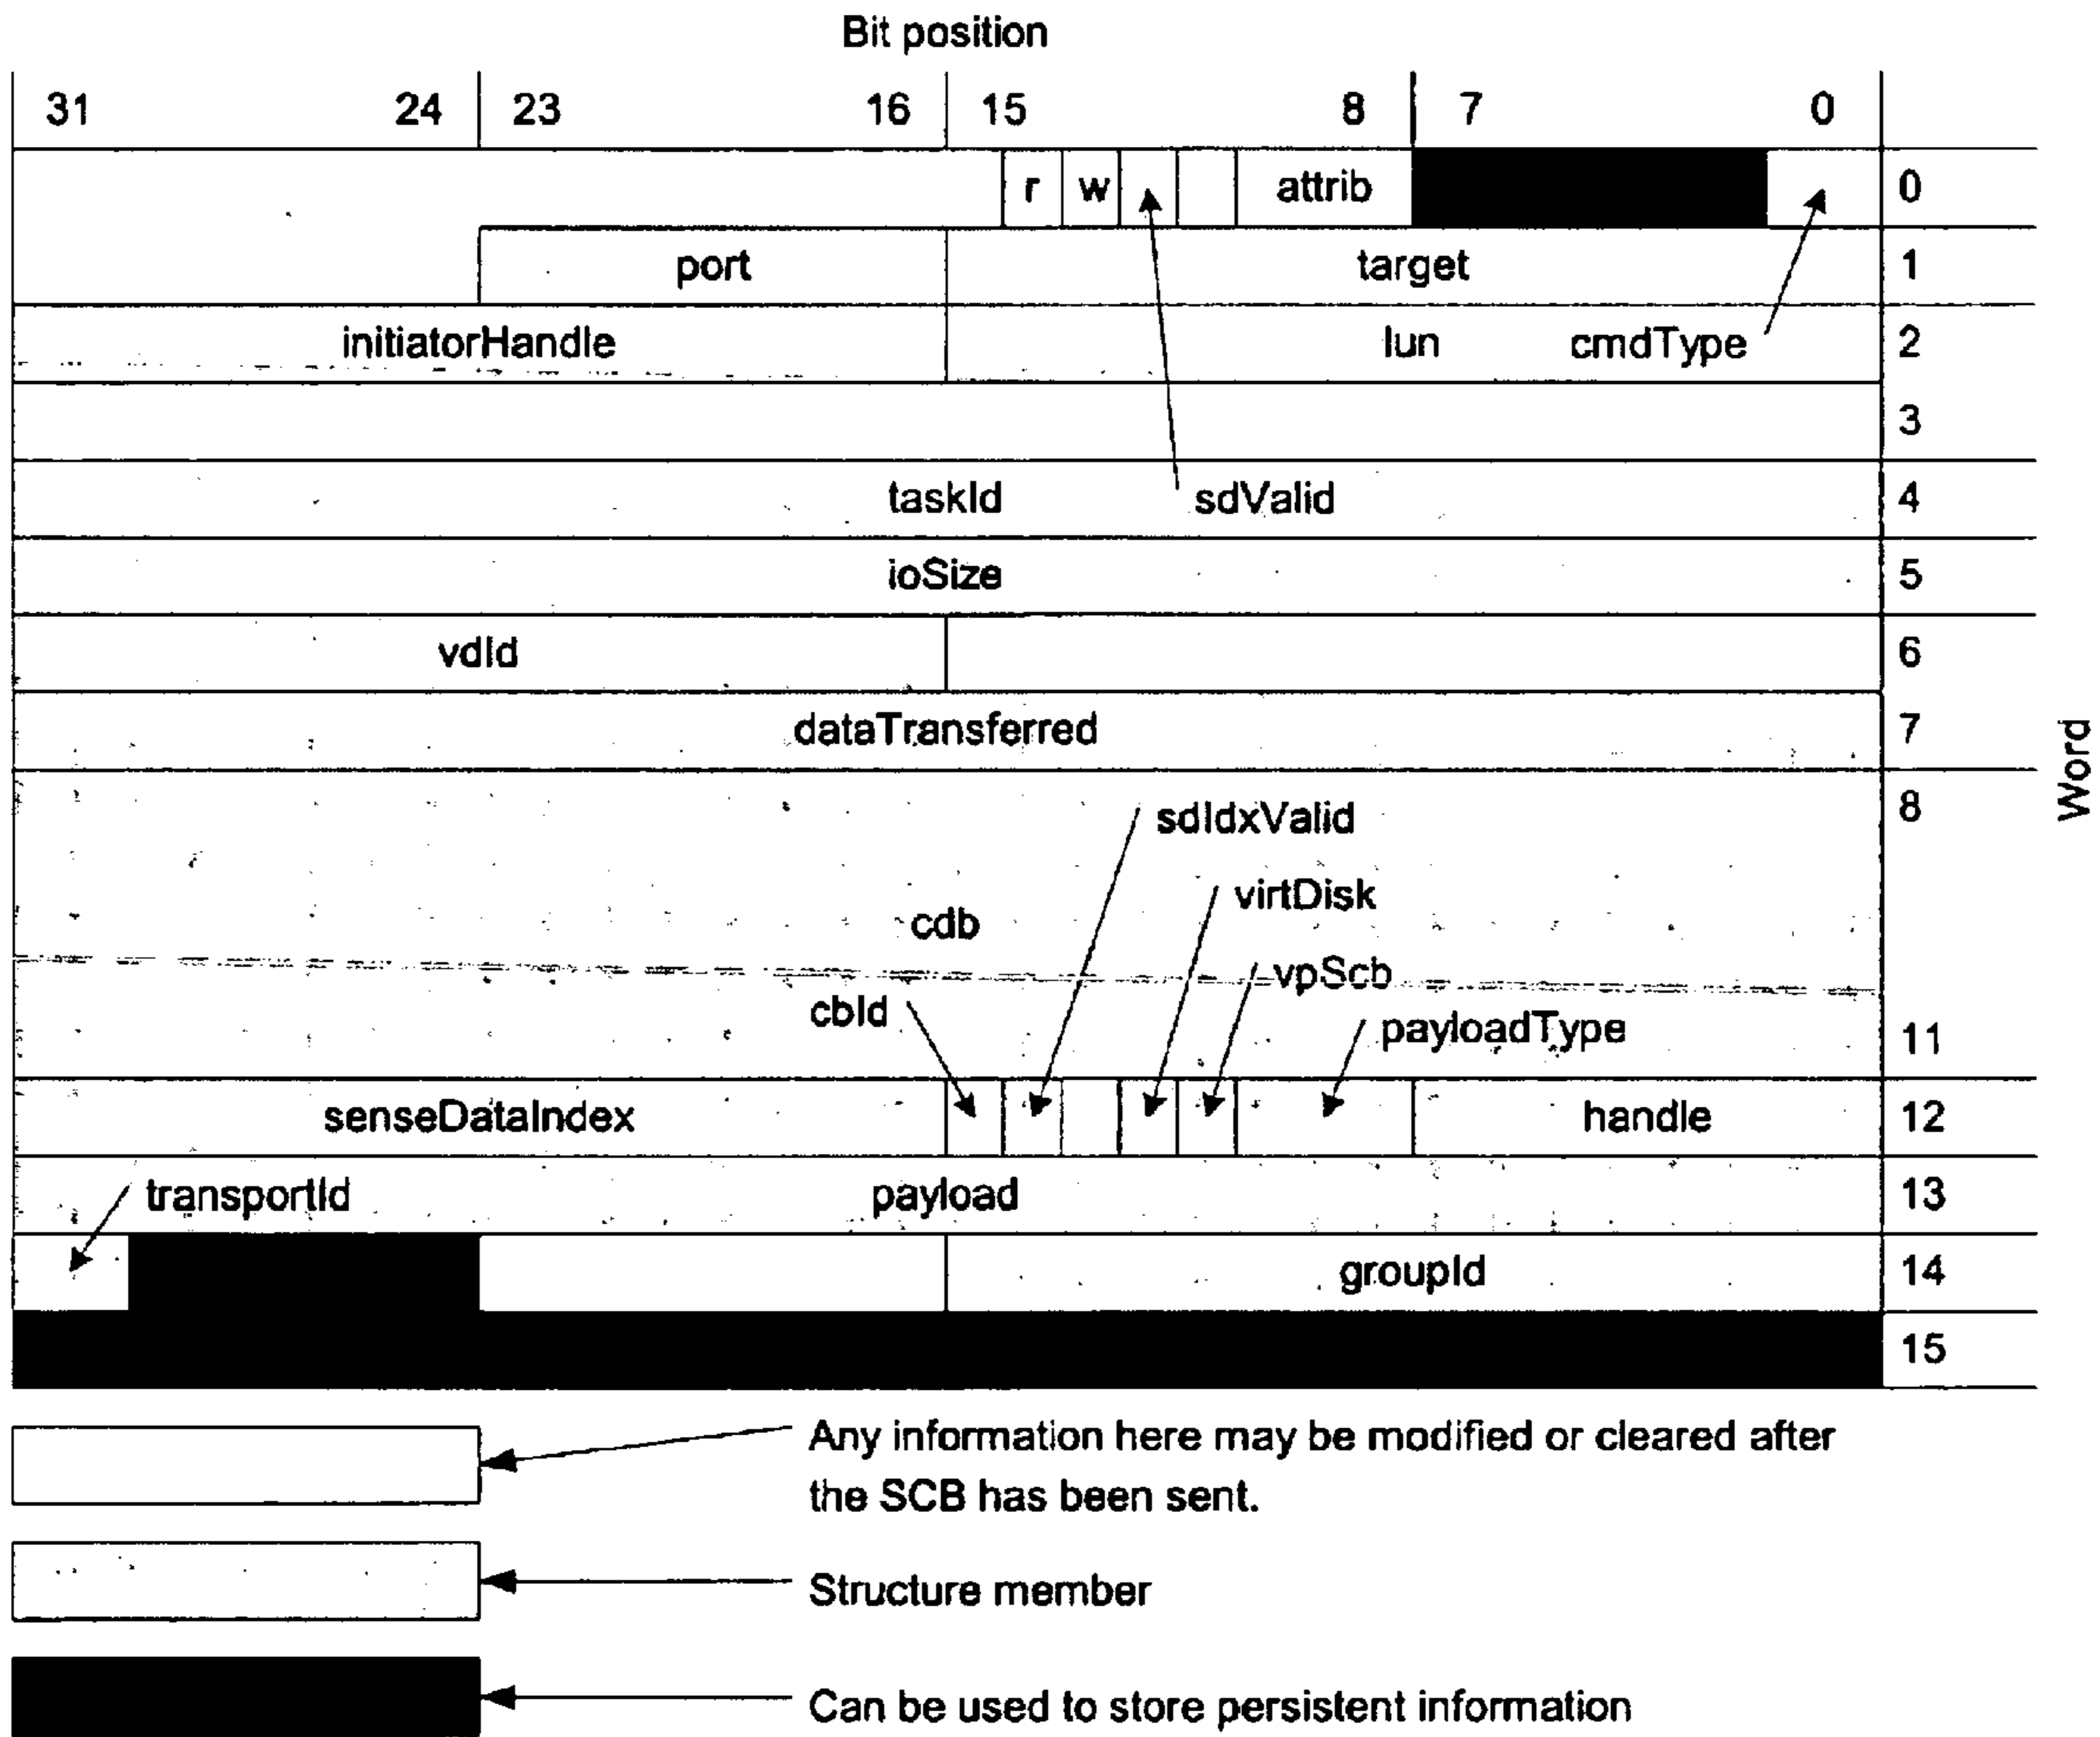 Bit position
31 24 23 16 15 8 7 0
r w attrib 0
port target 1
initiatorHandle lun cmdType 2
3
taskId sdValid 4
ioSize 5
vdId 6
dataTransferred 7
Word
8
sdIdxValid
virtDisk
cdb
vpScb
cbId
payloadType
11
senseDataIndex handle 12
transportId payload 13
groupId 14
15
Any information here may be modified or cleared after
the SCB has been sent.
Structure member
Can be used to store persistent information